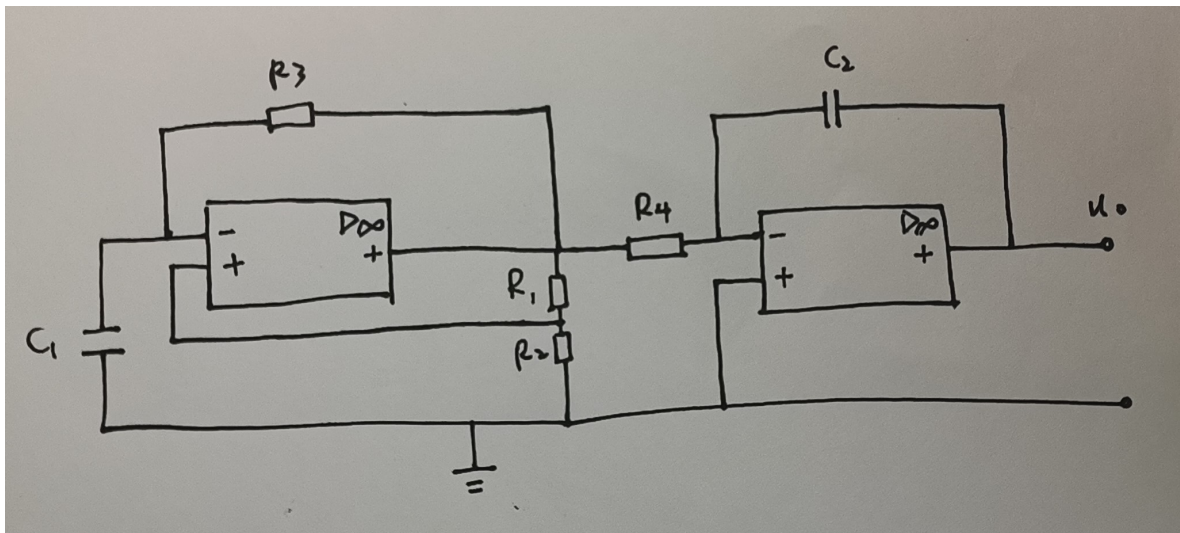 R3
C₂
R4
u₀
▷∞
-
+
+
▷∞
-
+
+
R₁
R₂
C₁